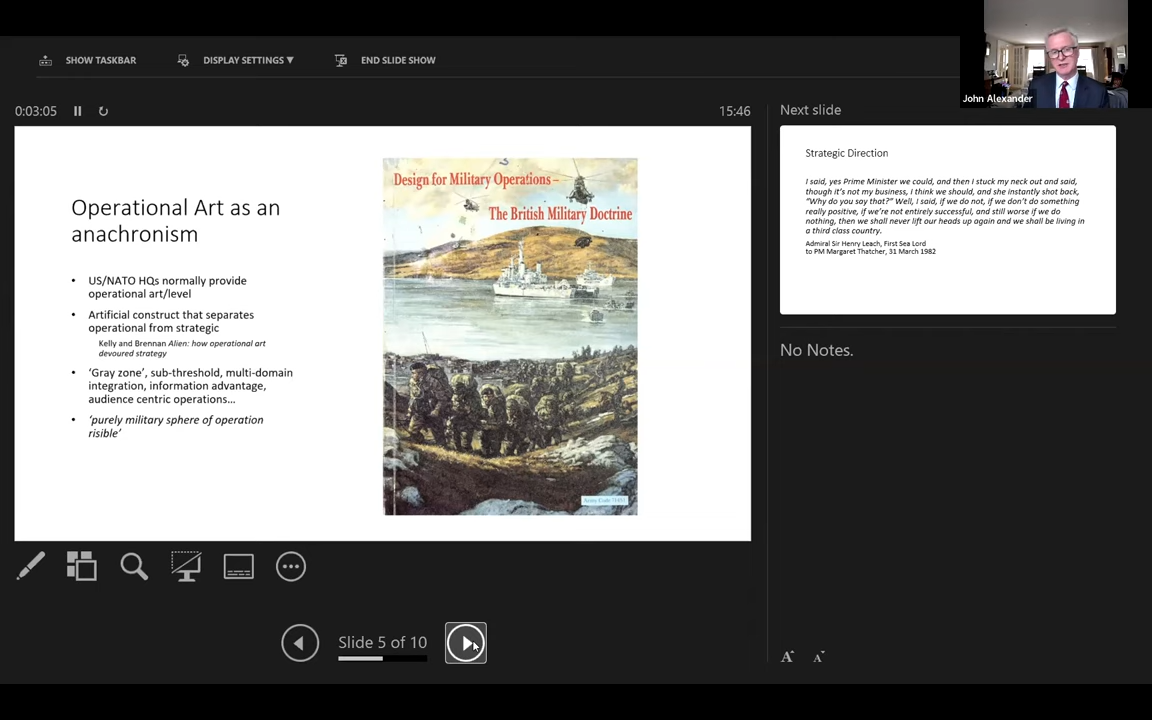 John Alexander
SHOW TASKBAR
DISPLAY SETTINGS ▼
END SLIDE SHOW
0:03:05
15:46
Operational Art as an
anachronism
• US/NATO HQs normally provide
operational art/level
• Artificial construct that separates
operational from strategic
Kelly and Brennan Alien: how operational art
devoured strategy
• ‘Gray zone’, sub-threshold, multi-domain
integration, information advantage,
audience centric operations...
• ‘purely military sphere of operation
risible’
Design for Military Operations –
The British Military Doctrine
Next slide
Strategic Direction
I said, yes Prime Minister we could, and then I stuck my neck out and said,
though it's not my business, I think we should, and she instantly shot back,
"Why do you say that?" Well, I said, if we do not, if we don't do something
really positive, if we're not entirely successful, and still worse if we do
nothing, then we shall never lift our heads up again and we shall be living in
a third class country.
Admiral Sir Henry Leach, First Sea Lord
to PM Margaret Thatcher, 31 March 1982
No Notes.
Slide 5 of 10
A A